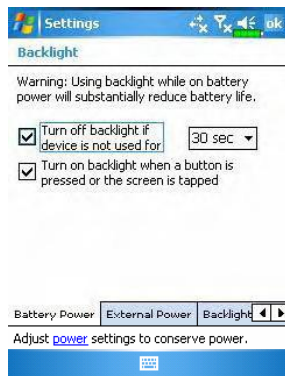 Settings ok
Backlight
Warning: Using backlight while on battery
power will substantially reduce battery life.
Turn off backlight if
device is not used for 30 sec
Turn on backlight when a button is
pressed or the screen is tapped
Battery Power External Power Backlight
Adjust power settings to conserve power.